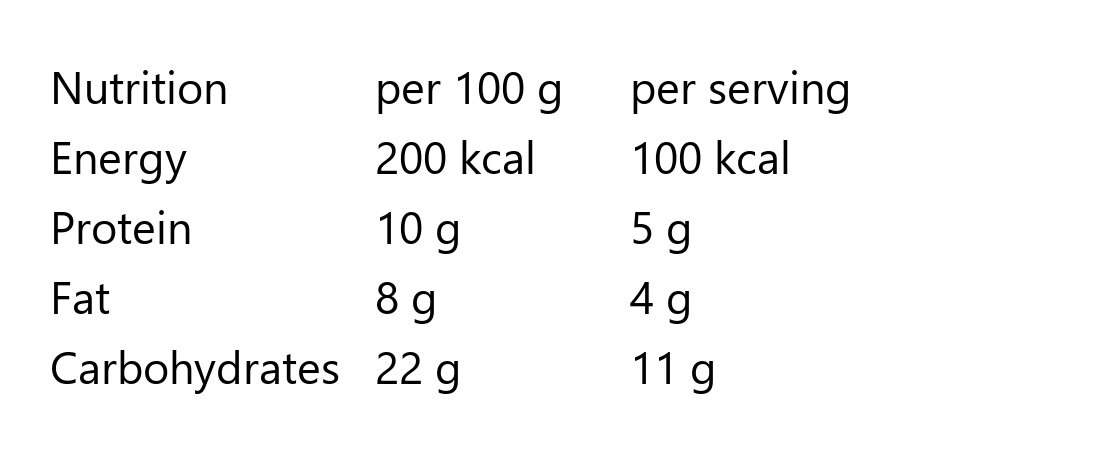 Nutrition per 100 g per serving
Energy 200 kcal 100 kcal
Protein 10 g 5 g
Fat 8 g 4 g
Carbohydrates 22 g 11 g